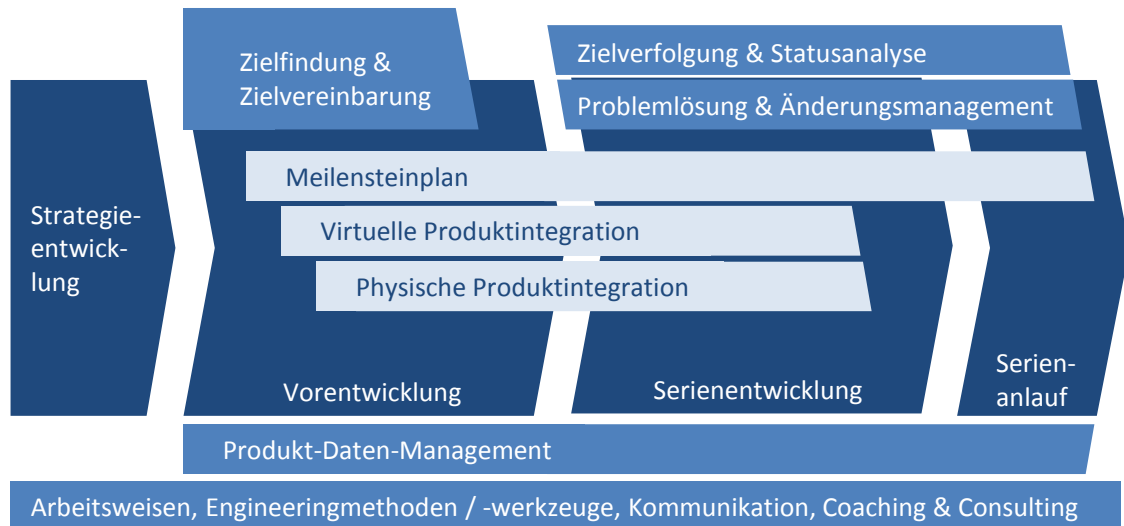 Zielfindung &
Zielvereinbarung
Zielverfolgung & Statusanalyse
Problemlösung & Änderungsmanagement
Meilensteinplan
Strategie-
entwick-
lung
Virtuelle Produktintegration
Physische Produktintegration
Vorentwicklung
Serienentwicklung
Serien-
anlauf
Produkt-Daten-Management
Arbeitsweisen, Engineeringmethoden / -werkzeuge, Kommunikation, Coaching & Consulting